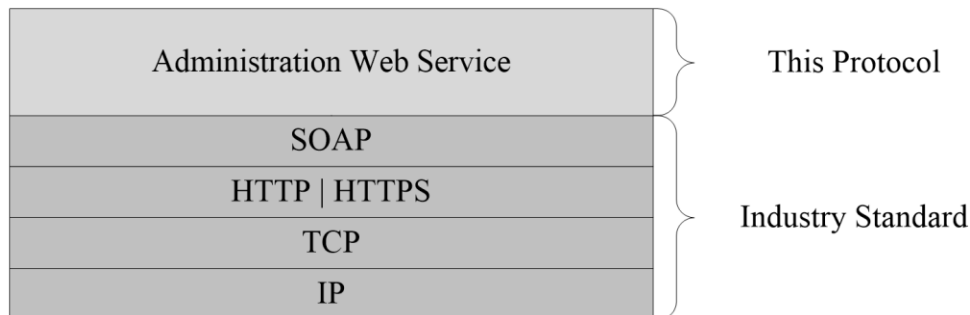 Administration Web Service
This Protocol
SOAP
HTTP | HTTPS
TCP
IP
Industry Standard